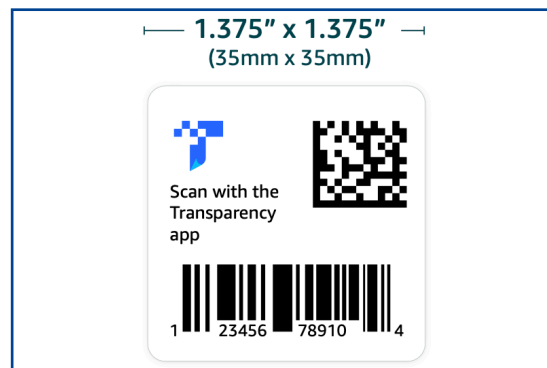 1.375” x 1.375”
(35mm x 35mm)
Scan with the
Transparency
app
1 23456 78910 4